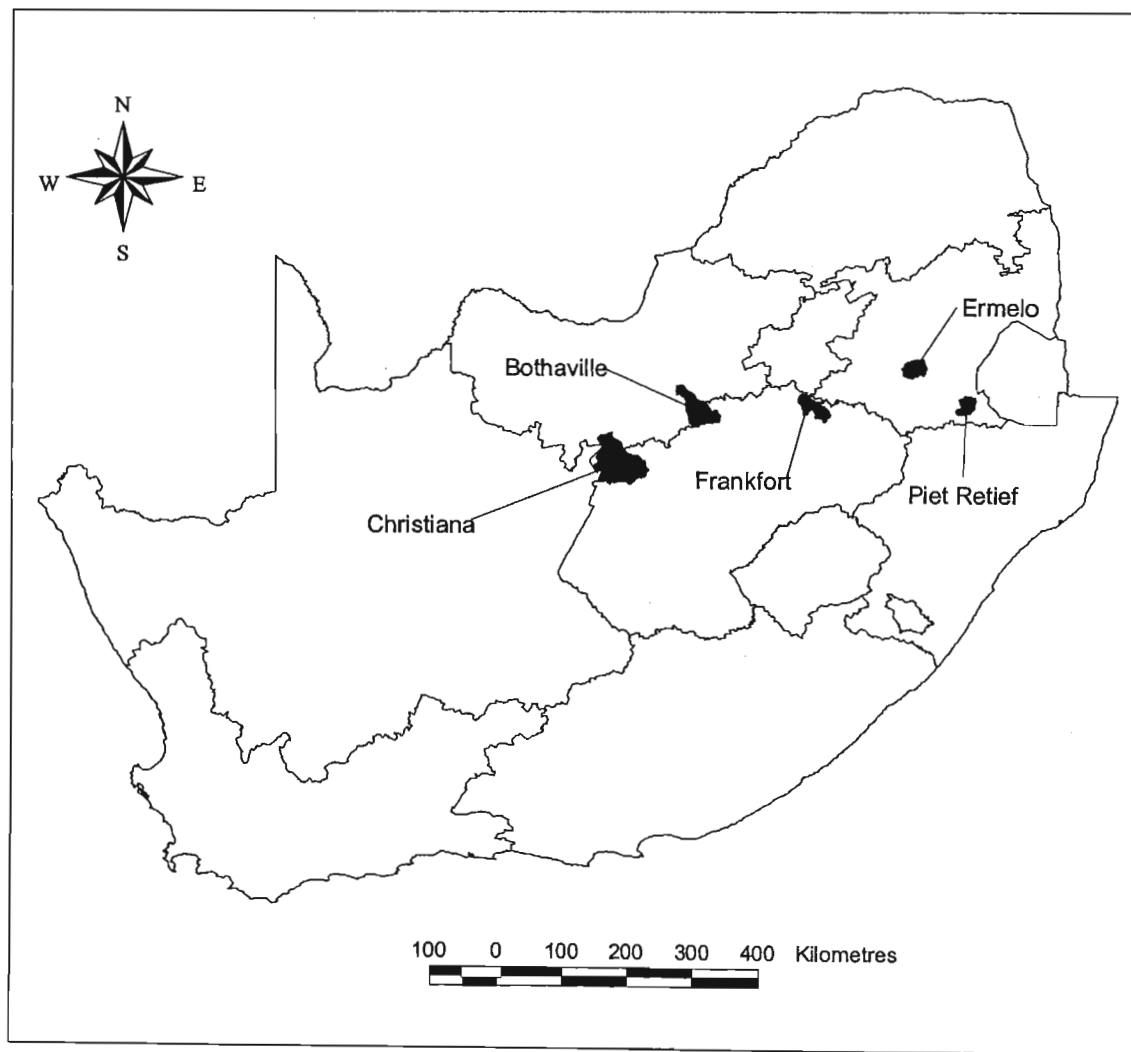 N
W E
S
Ermelo
Bothaville
Frankfort
Piet Retief
Christiana
100 0 100 200 300 400 Kilometres